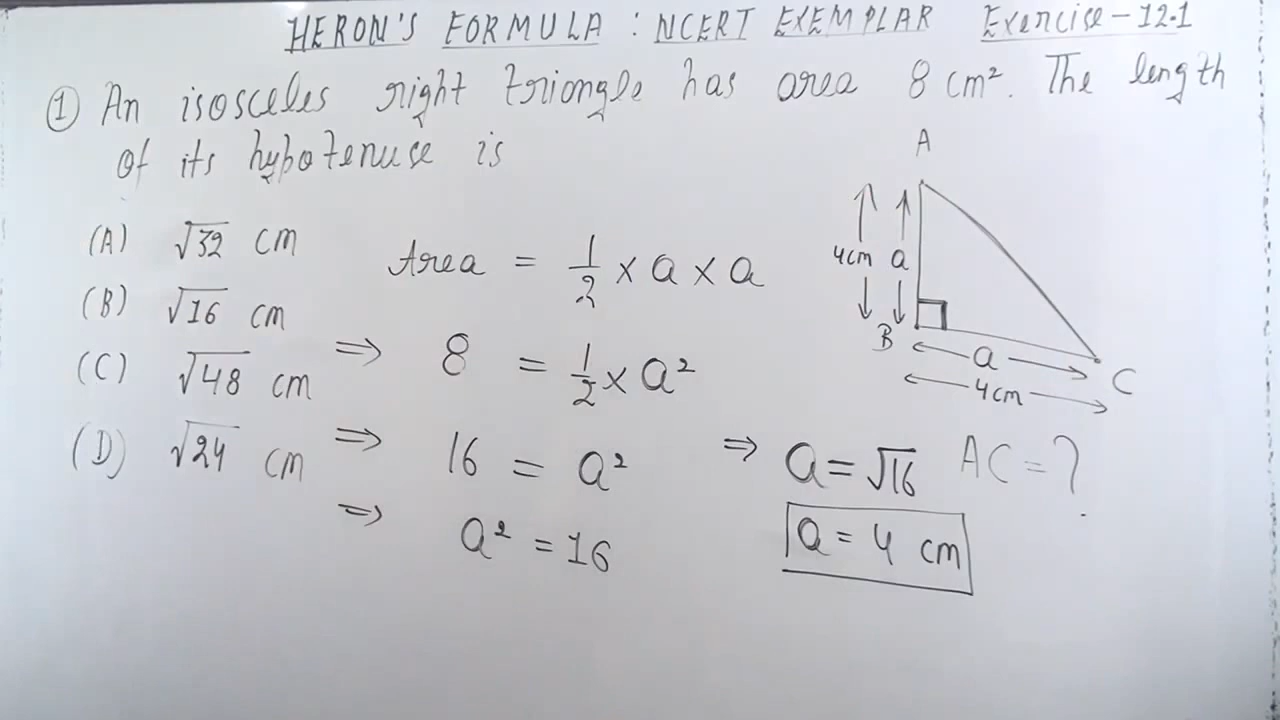 HERON'S FORMULA : NCERT EXEMPLAR Exercise-12.1
① An isosceles right triangle has area 8 cm². The length
of its hypotenuse is
(A) √32 cm
(B) √16 cm
(C) √48 cm
(D) √24 cm
Area = 1/2 × a × a
⇒ 8 = 1/2 × a²
⇒ 16 = a²
⇒ a² = 16
⇒ a = √16
a = 4 cm
A
4cm a
B
a
C
4cm
AC = ?